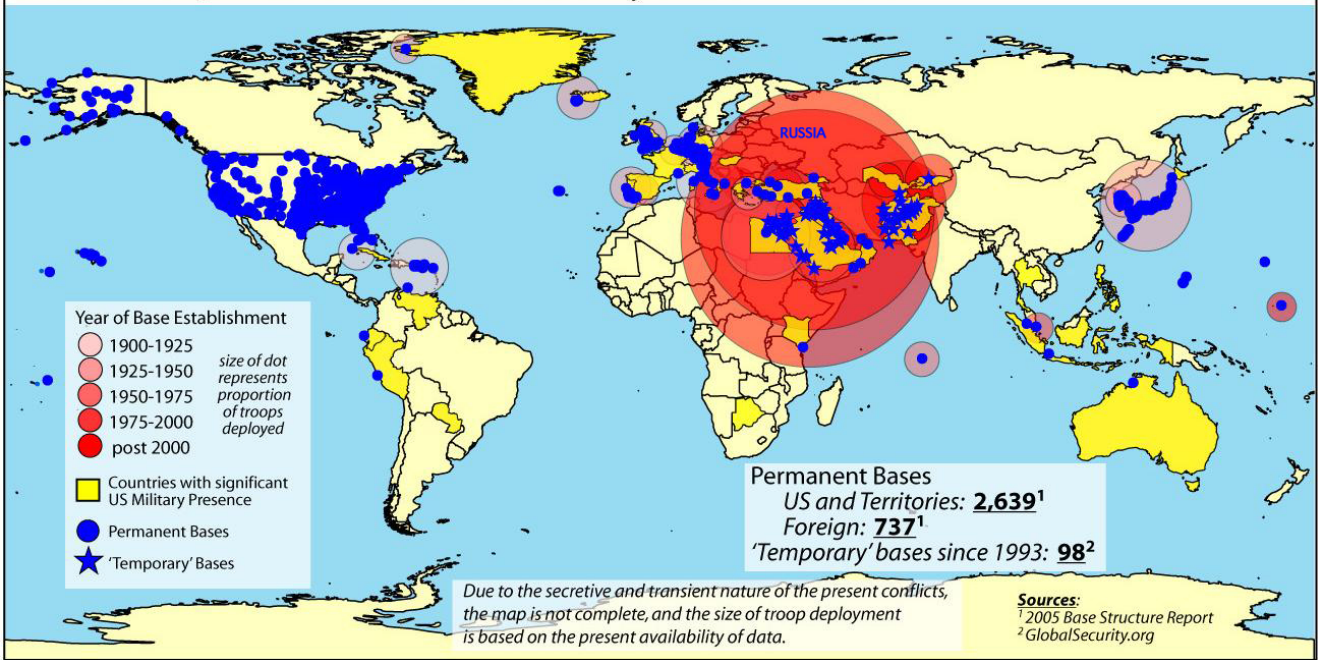 RUSSIA
Year of Base Establishment
1900-1925
1925-1950
1950-1975
1975-2000
post 2000
size of dot
represents
proportion
of troops
deployed
Countries with significant
US Military Presence
Permanent Bases
'Temporary' Bases
Permanent Bases
US and Territories: 2,639¹
Foreign: 737¹
'Temporary' bases since 1993: 98²
Due to the secretive and transient nature of the present conflicts,
the map is not complete, and the size of troop deployment
is based on the present availability of data.
Sources:
¹ 2005 Base Structure Report
² GlobalSecurity.org